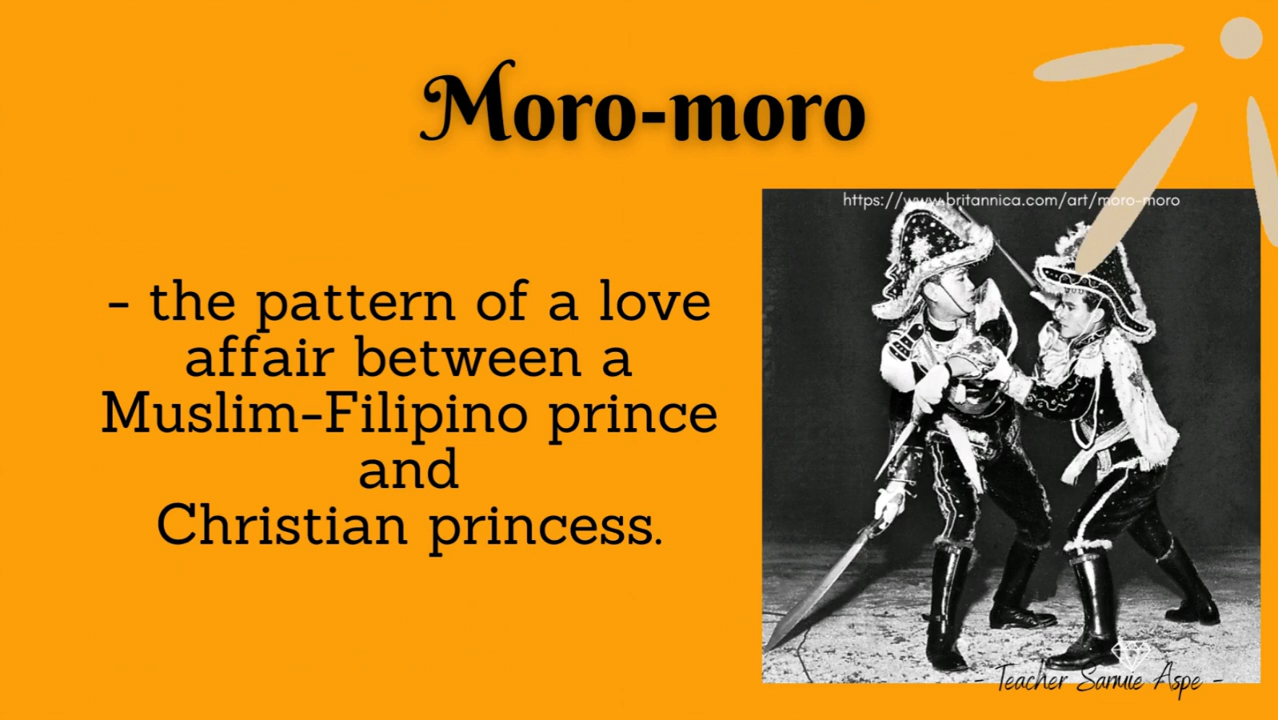 Moro-moro
https://www.britannica.com/art/moro-moro
- the pattern of a love
affair between a
Muslim-Filipino prince
and
Christian princess.
- Teacher Samie Aspe -